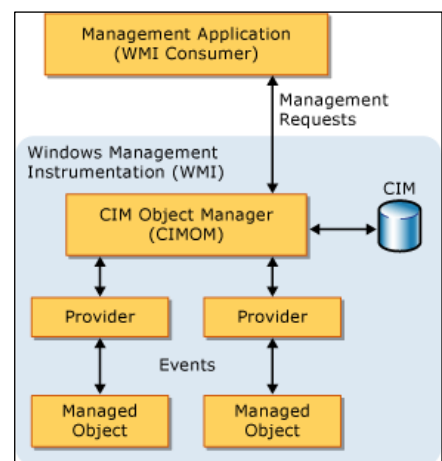 Management Application
(WMI Consumer)
Management
Requests
Windows Management
Instrumentation (WMI)
CIM
CIM Object Manager
(CIMOM)
Provider
Provider
Events
Managed
Object
Managed
Object